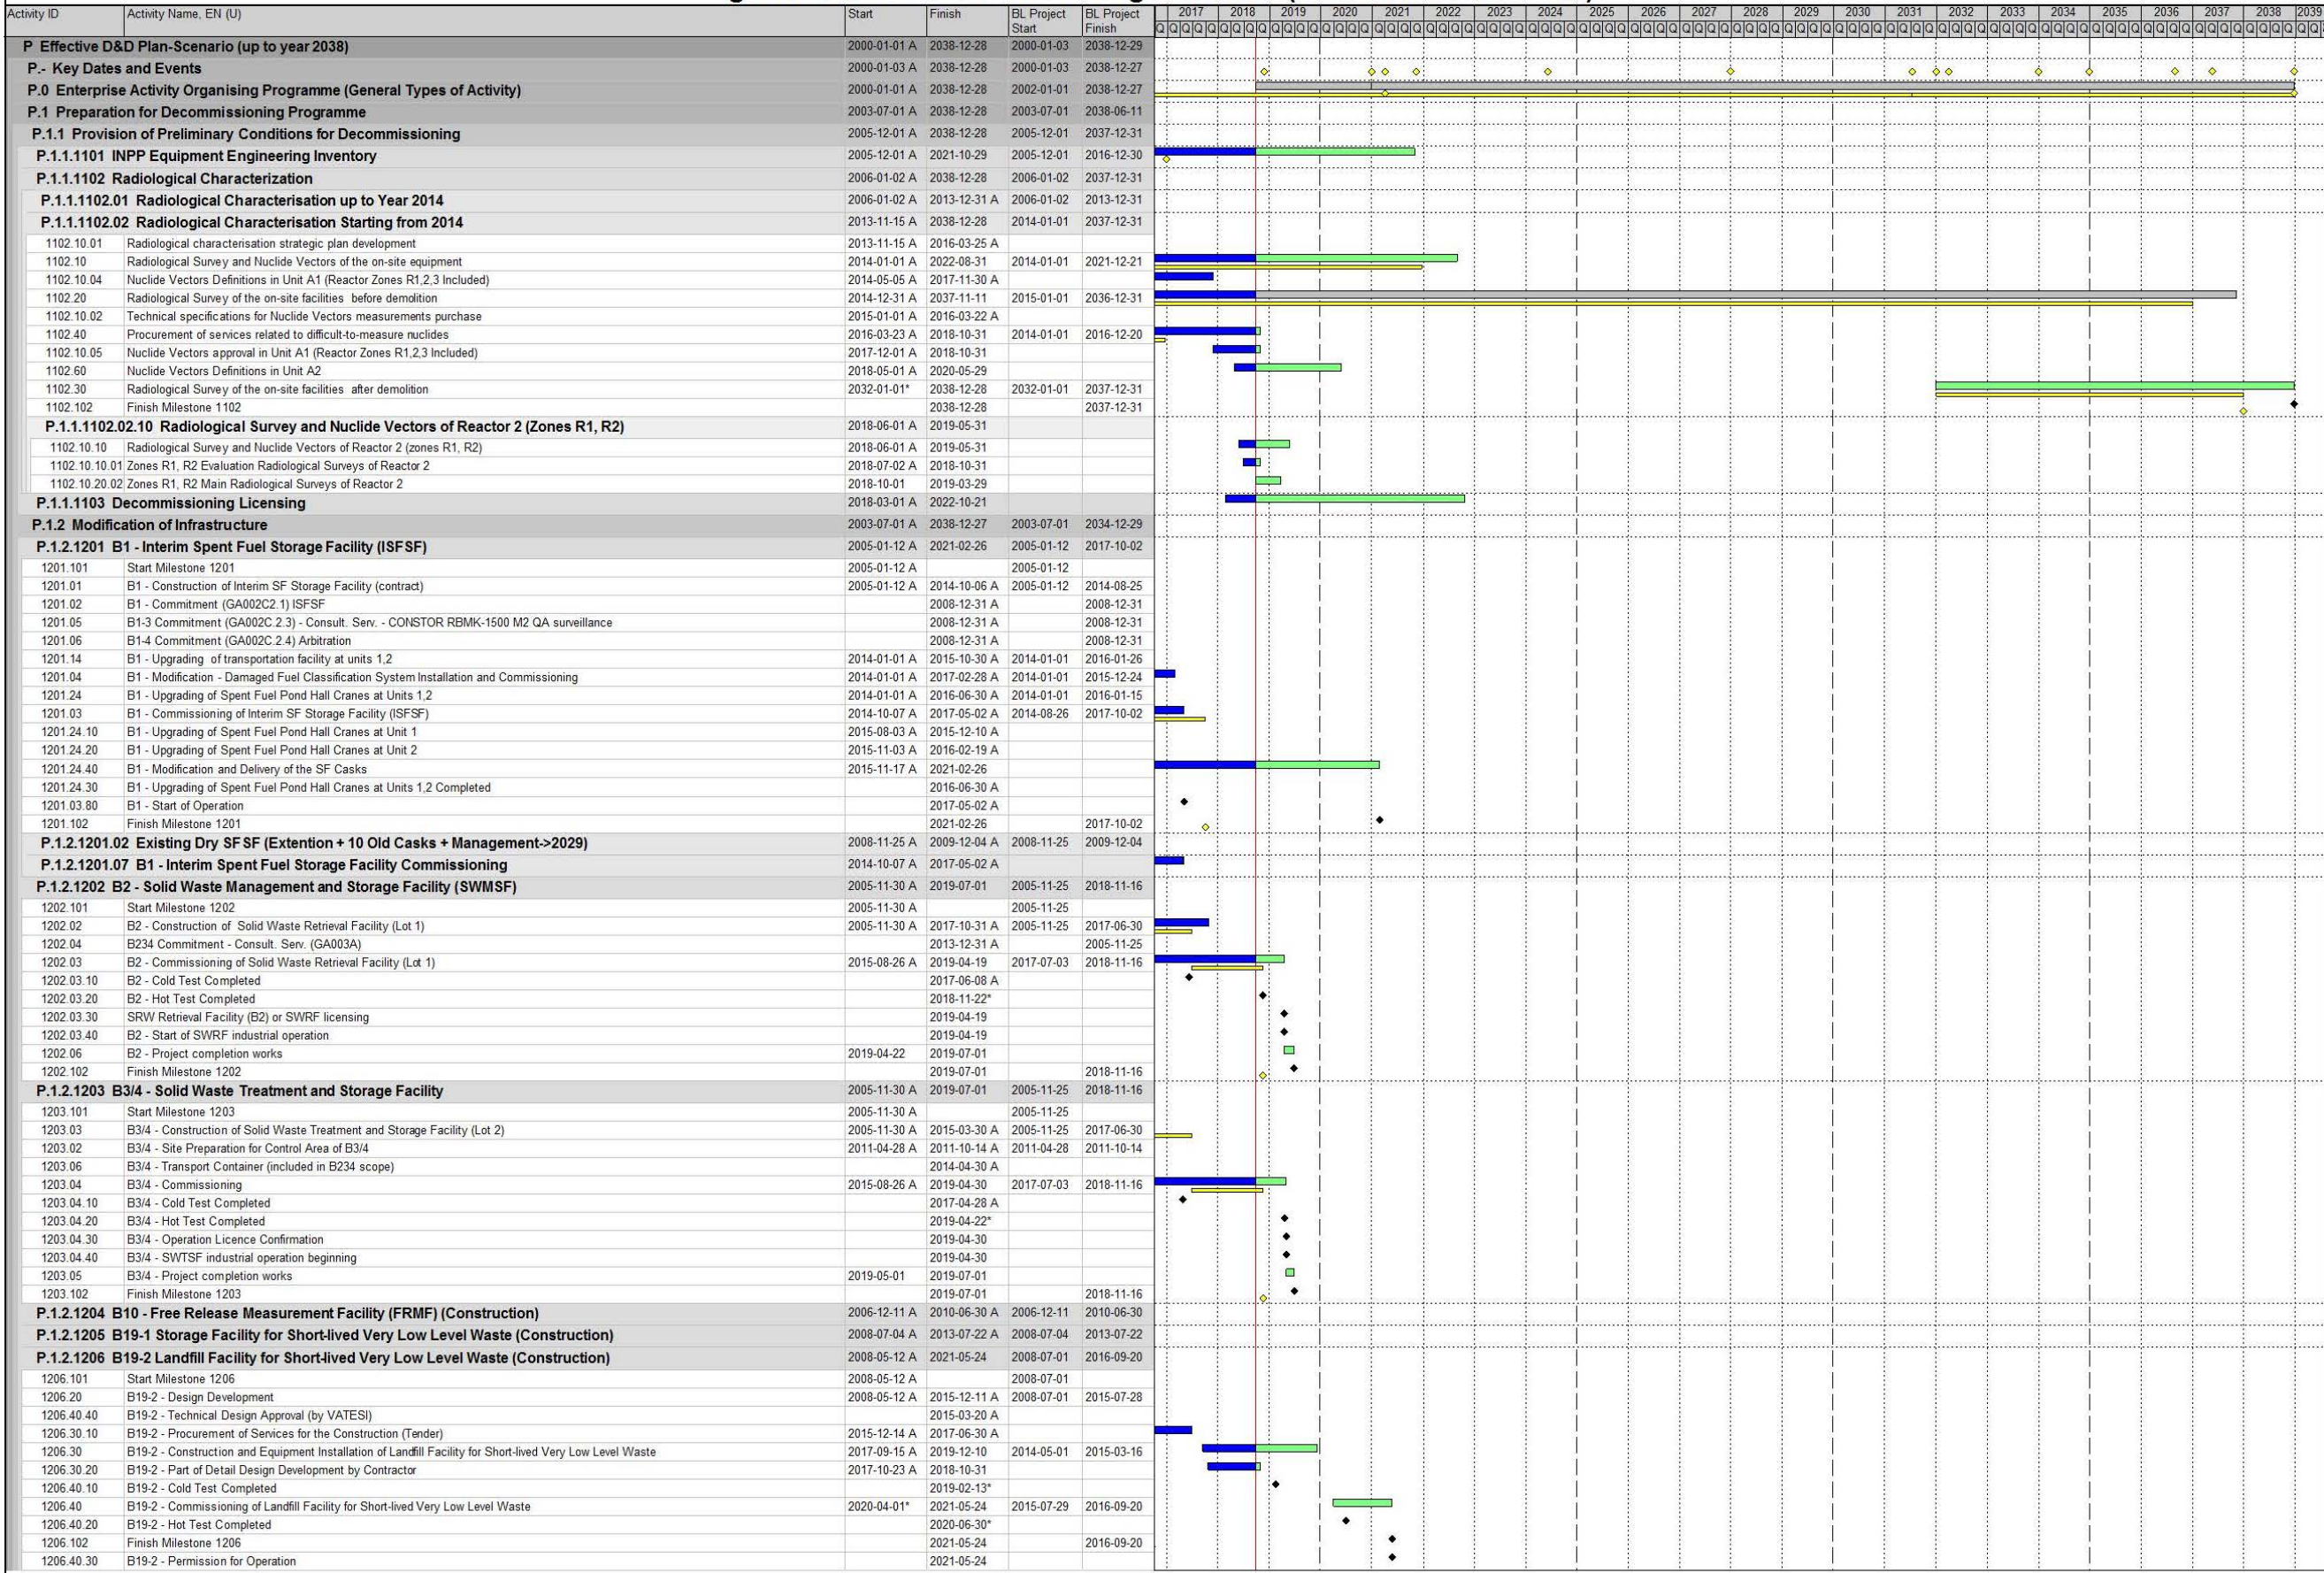 Activity ID Activity Name, EN (U) Start Finish BL Project Start BL Project Finish 2017 2018 2019 2020 2021 2022 2023 2024 2025 2026 2027 2028 2029 2030 2031 2032 2033 2034 2035 2036 2037 2038 2039
P Effective D&D Plan-Scenario (up to year 2038) 2000-01-01 A 2038-12-28 2000-01-03 2038-12-29
P.- Key Dates and Events 2000-01-03 A 2038-12-28 2000-01-03 2038-12-27
P.0 Enterprise Activity Organising Programme (General Types of Activity) 2000-01-01 A 2038-12-28 2002-01-01 2038-12-27
P.1 Preparation for Decommissioning Programme 2003-07-01 A 2038-12-28 2003-07-01 2038-06-11
P.1.1 Provision of Preliminary Conditions for Decommissioning 2005-12-01 A 2038-12-28 2005-12-01 2037-12-31
P.1.1.1101 INPP Equipment Engineering Inventory 2005-12-01 A 2021-10-29 2005-12-01 2016-12-30
P.1.1.1102 Radiological Characterization 2006-01-02 A 2038-12-28 2006-01-02 2037-12-31
P.1.1.1102.01 Radiological Characterisation up to Year 2014 2006-01-02 A 2013-12-31 A 2006-01-02 2013-12-31
P.1.1.1102.02 Radiological Characterisation Starting from 2014 2013-11-15 A 2038-12-28 2014-01-01 2037-12-31
1102.10.01 Radiological characterisation strategic plan development 2013-11-15 A 2016-03-25 A
1102.10 Radiological Survey and Nuclide Vectors of the on-site equipment 2014-01-01 A 2022-08-31 2014-01-01 2021-12-21
1102.10.04 Nuclide Vectors Definitions in Unit A1 (Reactor Zones R1,2,3 Included) 2014-05-05 A 2017-11-30 A
1102.20 Radiological Survey of the on-site facilities before demolition 2014-12-31 A 2037-11-11 2015-01-01 2036-12-31
1102.10.02 Technical specifications for Nuclide Vectors measurements purchase 2015-01-01 A 2016-03-22 A
1102.40 Procurement of services related to difficult-to-measure nuclides 2016-03-23 A 2018-10-31 2014-01-01 2016-12-20
1102.10.05 Nuclide Vectors approval in Unit A1 (Reactor Zones R1,2,3 Included) 2017-12-01 A 2018-10-31
1102.60 Nuclide Vectors Definitions in Unit A2 2018-05-01 A 2020-05-29
1102.30 Radiological Survey of the on-site facilities after demolition 2032-01-01* 2038-12-28 2032-01-01 2037-12-31
1102.102 Finish Milestone 1102 2038-12-28 2037-12-31
P.1.1.1102.02.10 Radiological Survey and Nuclide Vectors of Reactor 2 (Zones R1, R2) 2018-06-01 A 2019-05-31
1102.10.10 Radiological Survey and Nuclide Vectors of Reactor 2 (zones R1, R2) 2018-06-01 A 2019-05-31
1102.10.10.01 Zones R1, R2 Evaluation Radiological Surveys of Reactor 2 2018-07-02 A 2018-10-31
1102.10.20.02 Zones R1, R2 Main Radiological Surveys of Reactor 2 2018-10-01 2019-03-29
P.1.1.1103 Decommissioning Licensing 2018-03-01 A 2022-10-21
P.1.2 Modification of Infrastructure 2003-07-01 A 2038-12-27 2003-07-01 2034-12-29
P.1.2.1201 B1 - Interim Spent Fuel Storage Facility (ISFSF) 2005-01-12 A 2021-02-26 2005-01-12 2017-10-02
1201.101 Start Milestone 1201 2005-01-12 A 2005-01-12
1201.01 B1 - Construction of Interim SF Storage Facility (contract) 2005-01-12 A 2014-10-06 A 2005-01-12 2014-08-25
1201.02 B1 - Commitment (GA002C2.1) ISFSF 2008-12-31 A 2008-12-31
1201.05 B1-3 Commitment (GA002C.2.3) - Consult. Serv. - CONSTOR RBMK-1500 M2 QA surveillance 2008-12-31 A 2008-12-31
1201.06 B1-4 Commitment (GA002C.2.4) Arbitration 2008-12-31 A 2008-12-31
1201.14 B1 - Upgrading of transportation facility at units 1,2 2014-01-01 A 2015-10-30 A 2014-01-01 2016-01-26
1201.04 B1 - Modification - Damaged Fuel Classification System Installation and Commissioning 2014-01-01 A 2017-02-28 A 2014-01-01 2015-12-24
1201.24 B1 - Upgrading of Spent Fuel Pond Hall Cranes at Units 1,2 2014-01-01 A 2016-06-30 A 2014-01-01 2016-01-15
1201.03 B1 - Commissioning of Interim SF Storage Facility (ISFSF) 2014-10-07 A 2017-05-02 A 2014-08-26 2017-10-02
1201.24.10 B1 - Upgrading of Spent Fuel Pond Hall Cranes at Unit 1 2015-08-03 A 2015-12-10 A
1201.24.20 B1 - Upgrading of Spent Fuel Pond Hall Cranes at Unit 2 2015-11-03 A 2016-02-19 A
1201.24.40 B1 - Modification and Delivery of the SF Casks 2015-11-17 A 2021-02-26
1201.24.30 B1 - Upgrading of Spent Fuel Pond Hall Cranes at Units 1,2 Completed 2016-06-30 A
1201.03.80 B1 - Start of Operation 2017-05-02 A
1201.102 Finish Milestone 1201 2021-02-26 2017-10-02
P.1.2.1201.02 Existing Dry SFSF (Extention + 10 Old Casks + Management->2029) 2008-11-25 A 2009-12-04 A 2008-11-25 2009-12-04
P.1.2.1201.07 B1 - Interim Spent Fuel Storage Facility Commissioning 2014-10-07 A 2017-05-02 A
P.1.2.1202 B2 - Solid Waste Management and Storage Facility (SWMSF) 2005-11-30 A 2019-07-01 2005-11-25 2018-11-16
1202.101 Start Milestone 1202 2005-11-30 A 2005-11-25
1202.02 B2 - Construction of Solid Waste Retrieval Facility (Lot 1) 2005-11-30 A 2017-10-31 A 2005-11-25 2017-06-30
1202.04 B234 Commitment - Consult. Serv. (GA003A) 2013-12-31 A 2005-11-25
1202.03 B2 - Commissioning of Solid Waste Retrieval Facility (Lot 1) 2015-08-26 A 2019-04-19 2017-07-03 2018-11-16
1202.03.10 B2 - Cold Test Completed 2017-06-08 A
1202.03.20 B2 - Hot Test Completed 2018-11-22*
1202.03.30 SRW Retrieval Facility (B2) or SWRF licensing 2019-04-19
1202.03.40 B2 - Start of SWRF industrial operation 2019-04-19
1202.06 B2 - Project completion works 2019-04-22 2019-07-01
1202.102 Finish Milestone 1202 2019-07-01 2018-11-16
P.1.2.1203 B3/4 - Solid Waste Treatment and Storage Facility 2005-11-30 A 2019-07-01 2005-11-25 2018-11-16
1203.101 Start Milestone 1203 2005-11-30 A 2005-11-25
1203.03 B3/4 - Construction of Solid Waste Treatment and Storage Facility (Lot 2) 2005-11-30 A 2015-03-30 A 2005-11-25 2017-06-30
1203.02 B3/4 - Site Preparation for Control Area of B3/4 2011-04-28 A 2011-10-14 A 2011-04-28 2011-10-14
1203.06 B3/4 - Transport Container (included in B234 scope) 2014-04-30 A
1203.04 B3/4 - Commissioning 2015-08-26 A 2019-04-30 2017-07-03 2018-11-16
1203.04.10 B3/4 - Cold Test Completed 2017-04-28 A
1203.04.20 B3/4 - Hot Test Completed 2019-04-22*
1203.04.30 B3/4 - Operation Licence Confirmation 2019-04-30
1203.04.40 B3/4 - SWTSF industrial operation beginning 2019-04-30
1203.05 B3/4 - Project completion works 2019-05-01 2019-07-01
1203.102 Finish Milestone 1203 2019-07-01 2018-11-16
P.1.2.1204 B10 - Free Release Measurement Facility (FRMF) (Construction) 2006-12-11 A 2010-06-30 A 2006-12-11 2010-06-30
P.1.2.1205 B19-1 Storage Facility for Short-lived Very Low Level Waste (Construction) 2008-07-04 A 2013-07-22 A 2008-07-04 2013-07-22
P.1.2.1206 B19-2 Landfill Facility for Short-lived Very Low Level Waste (Construction) 2008-05-12 A 2021-05-24 2008-07-01 2016-09-20
1206.101 Start Milestone 1206 2008-05-12 A 2008-07-01
1206.20 B19-2 - Design Development 2008-05-12 A 2015-12-11 A 2008-07-01 2015-07-28
1206.40.40 B19-2 - Technical Design Approval (by VATESI) 2015-03-20 A
1206.30.10 B19-2 - Procurement of Services for the Construction (Tender) 2015-12-14 A 2017-06-30 A
1206.30 B19-2 - Construction and Equipment Installation of Landfill Facility for Short-lived Very Low Level Waste 2017-09-15 A 2019-12-10 2014-05-01 2015-03-16
1206.30.20 B19-2 - Part of Detail Design Development by Contractor 2017-10-23 A 2018-10-31
1206.40.10 B19-2 - Cold Test Completed 2019-02-13*
1206.40 B19-2 - Commissioning of Landfill Facility for Short-lived Very Low Level Waste 2020-04-01* 2021-05-24 2015-07-29 2016-09-20
1206.40.20 B19-2 - Hot Test Completed 2020-06-30*
1206.102 Finish Milestone 1206 2021-05-24 2016-09-20
1206.40.30 B19-2 - Permission for Operation 2021-05-24